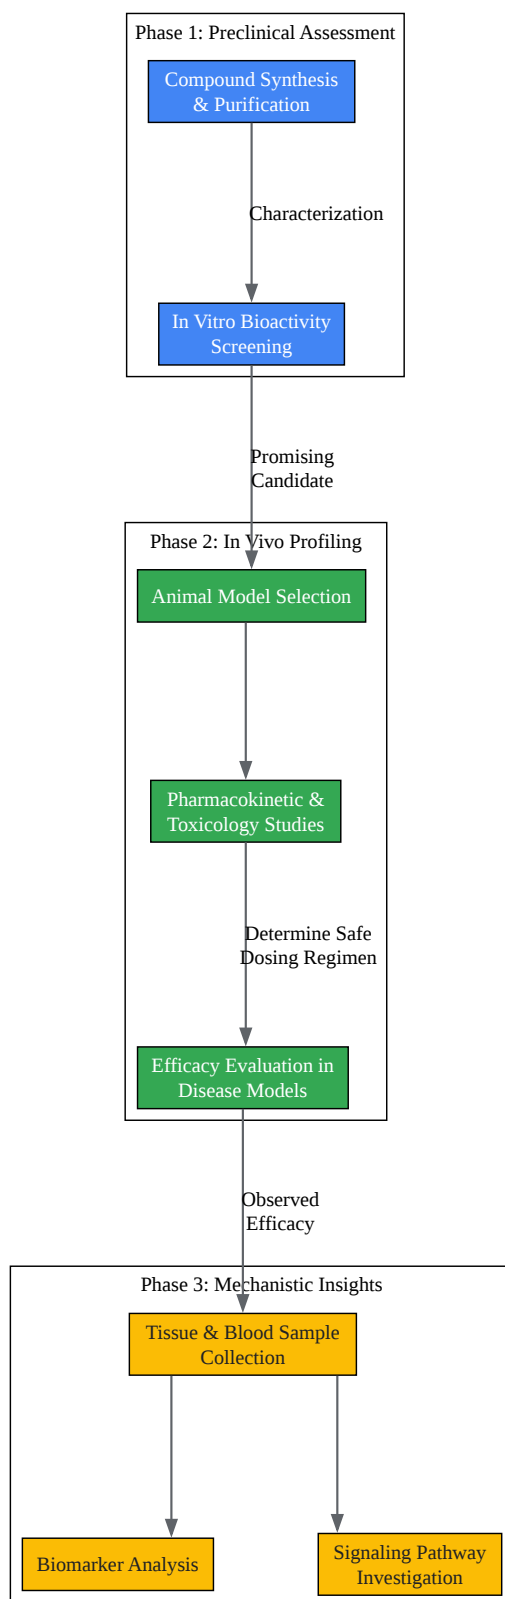 Phase 1: Preclinical Assessment
Compound Synthesis
& Purification
Characterization
In Vitro Bioactivity
Screening
Promising
Candidate
Phase 2: In Vivo Profiling
Animal Model Selection
Pharmacokinetic &
Toxicology Studies
Determine Safe
Dosing Regimen
Efficacy Evaluation in
Disease Models
Observed
Efficacy
Phase 3: Mechanistic Insights
Tissue & Blood Sample
Collection
Biomarker Analysis
Signaling Pathway
Investigation